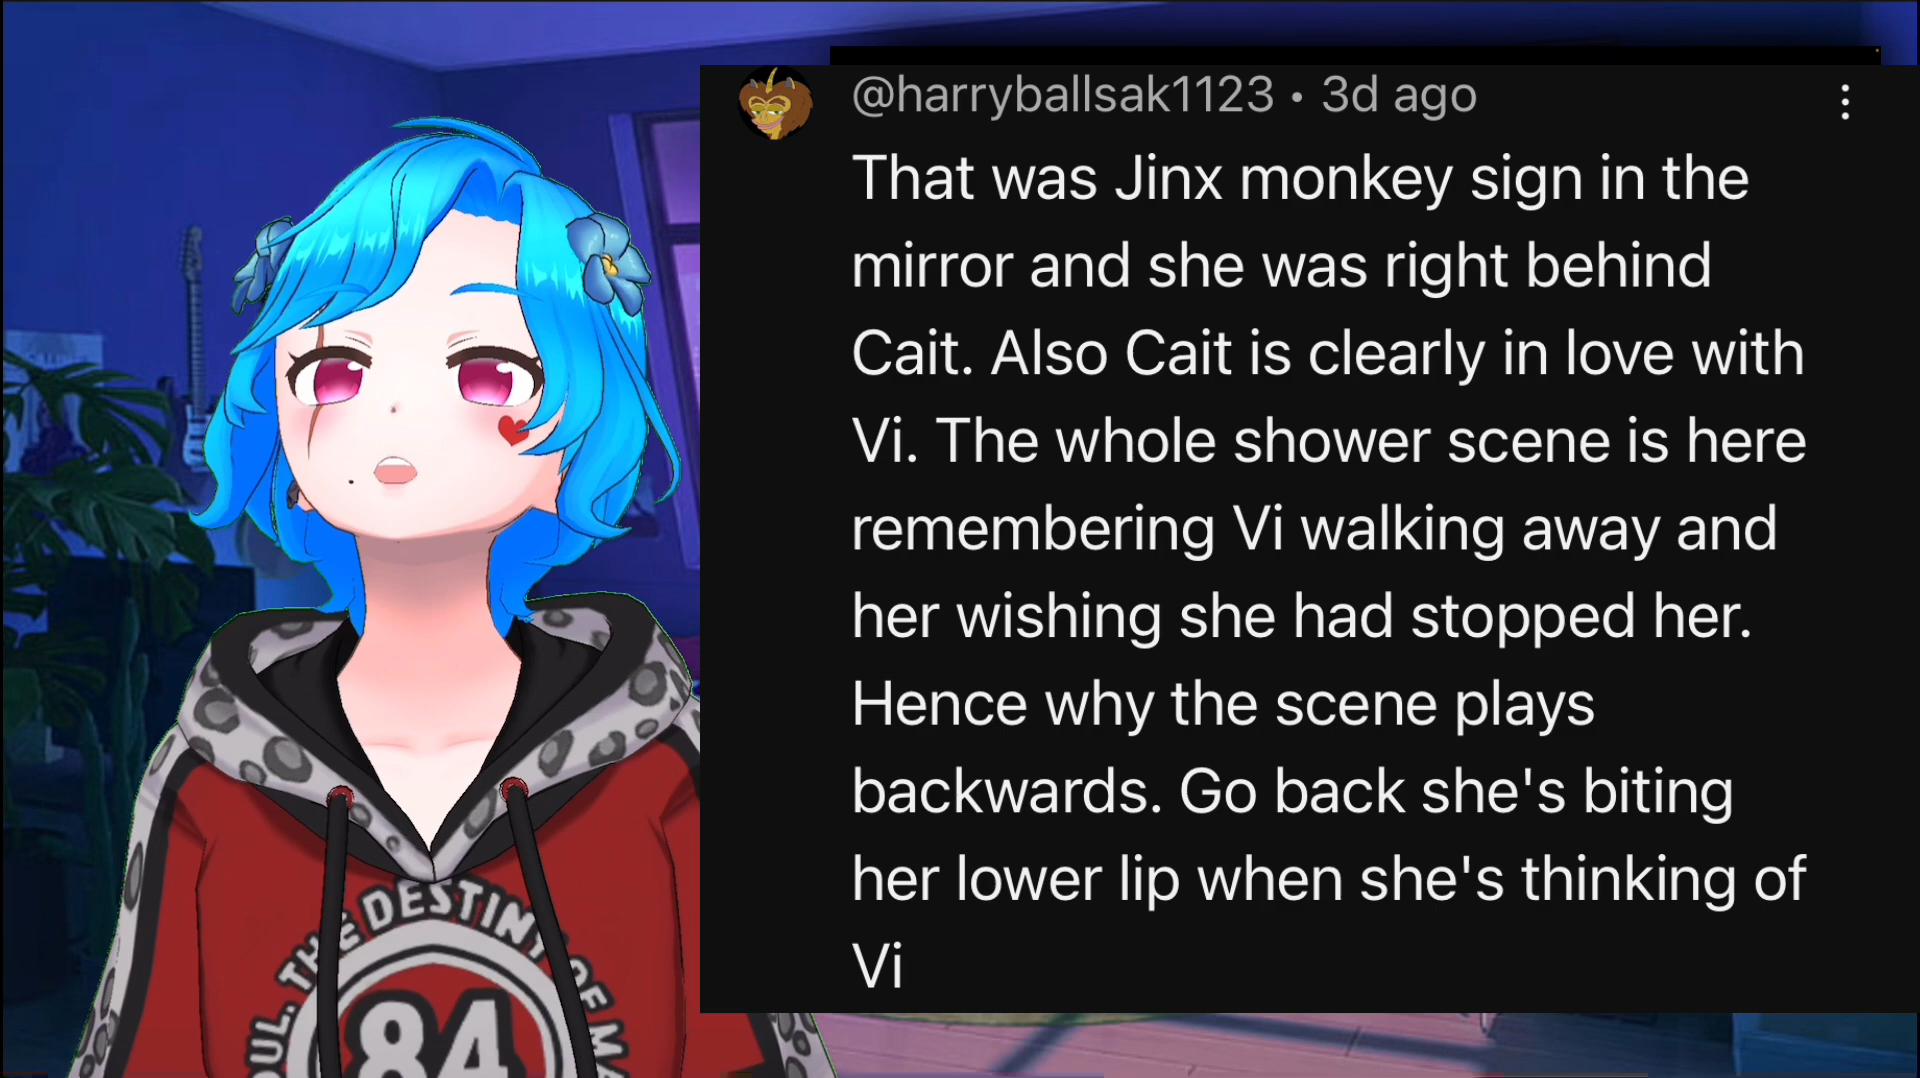 @harryballsak1123 • 3d ago
That was Jinx monkey sign in the
mirror and she was right behind
Cait. Also Cait is clearly in love with
Vi. The whole shower scene is here
remembering Vi walking away and
her wishing she had stopped her.
Hence why the scene plays
backwards. Go back she's biting
her lower lip when she's thinking of
Vi
THE DESTINY OF
84